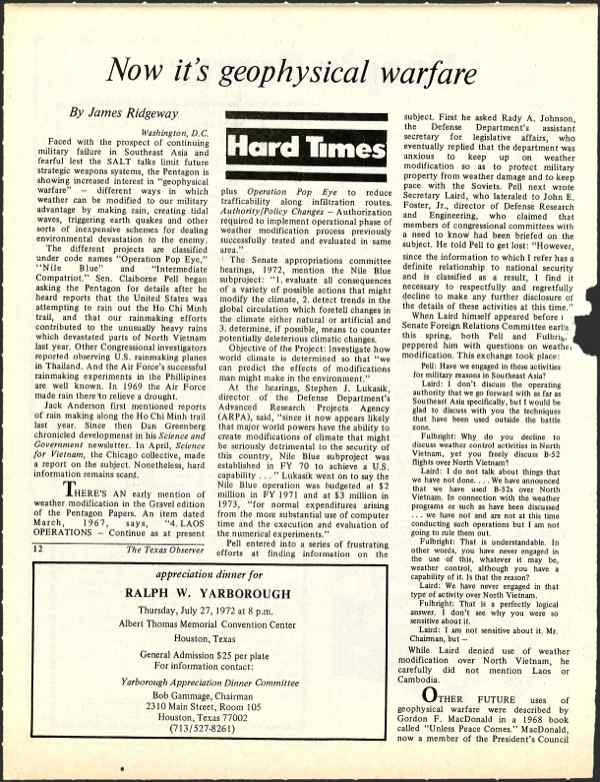 Now it's geophysical warfare
By James Ridgeway
Washington, D.C.
Faced with the prospect of continuing
military failure in Southeast Asia and
fearful lest the SALT talks limit future
strategic weapons systems, the Pentagon is
showing increased interest in "geophysical
warfare" — different ways in which
weather can be modified to our military
advantage by making rain, creating tidal
waves, triggering earth quakes and other
sorts of inexpensive schemes for dealing
environmental devastation to the enemy.
The different projects are classified
under code names "Operation Pop Eye,"
"Nile Blue" and "Intermediate
Compatriot." Sen. Claiborne Pell began
asking the Pentagon for details after he
heard reports that the United States was
attempting to rain out the Ho Chi Minh
trail, and that our rainmaking efforts
contributed to the unusually heavy rains
which devastated parts of North Vietnam
last year. Other Congressional investigators
reported observing U.S. rainmaking planes
in Thailand. And the Air Force's successful
rainmaking experiments in the Phillipines
are well known. In 1969 the Air Force
made rain there to relieve a drought.
Jack Anderson first mentioned reports
of rain making along the Ho Chi Minh trail
last year. Since then Dan Greenberg
chronicled developments in his Science and
Government newsletter. In April, Science
for Vietnam, the Chicago collective, made
a report on the subject. Nonetheless, hard
information remains scant.
THERE'S AN early mention of
weather modification in the Gravel edition
of the Pentagon Papers. An item dated
March, 1967, says, "4. LAOS
OPERATIONS — Continue as at present
12 The Texas Observer
Hard Times
plus Operation Pop Eye to reduce
trafficability along infiltration routes.
Authority/Policy Changes — Authorization
required to implement operational phase of
weather modification process previously
successfully tested and evaluated in same
area."
The Senate appropriations committee
hearings, 1972, mention the Nile Blue
subproject: "1. evaluate all consequences
of a variety of possible actions that might
modify the climate, 2. detect trends in the
global circulation which foretell changes in
the climate either natural or artificial and
3. determine, if possible, means to counter
potentially deleterious climatic changes.
Objective of the Project: Investigate how
world climate is determined so that "we
can predict the effects of modifications
man might make in the environment."
At the hearings, Stephen J. Lukasik,
director of the Defense Department's
Advanced Research Projects Agency
(ARPA), said, "since it now appears likely
that major world powers have the ability to
create modifications of climate that might
be seriously detrimental to the security of
this country, Nile Blue subproject was
established in FY 70 to achieve a U.S.
capability . . . " Lukasik went on to say the
Nile Blue operation was budgeted at $2
million in FY 1971 and at $3 million in
1973, "for normal expenditures arising
from the more substantial use of computer
time and the execution and evaluation of
the numerical experiments."
Pell entered into a series of frustrating
efforts at finding information on the
subject. First he asked Rady A. Johnson,
the Defense Department's assistant
secretary for legislative affairs, who
eventually replied that the department was
anxious to keep up on weather
modification so as to protect military
property from weather damage and to keep
pace with the Soviets. Pell next wrote
Secretary Laird, who lateraled to John E.
Foster, Jr., director of Defense Research
and Engineering, who claimed that
members of congressional committees with
a need to know had been briefed on the
subject. He told Pell to get lost: "However,
since the information to which I refer has a
definite relationship to national security
and is classified as a result, I find it
necessary to respectfully and regretfully
decline to make any further disclosure of
the details of these activities at this time."
When Laird himself appeared before
Senate Foreign Relations Committee
this spring, both Pell and
peppered him with questions on
modification. This exchange took place:
Pell: Have we engaged in these activities
for military reasons in Southeast Asia?
Laird: I don't discuss the operating
authority that we go forward with as far as
Southeast Asia specifically, but I would be
glad to discuss with you the techniques
that have been used outside the battle
zone.
Fulbright: Why do you decline to
discuss weather control activities in North
Vietnam, yet you freely discuss B-52
flights over North Vietnam?
Laird: I do not talk about things that
we have not done. . . . We have announced
that we have used B-52s over North
Vietnam. In connection with the weather
programs or such as have been discussed
. . . we have not and are not at this time
conducting such operations but I am not
going to rule them out.
Fulbright: That is understandable. In
other words, you have never engaged in
the use of this, whatever it may be,
weather control, although you have a
capability of it. Is that the reason?
Laird: We have never engaged in that
type of activity over North Vietnam.
Fulbright: That is a perfectly logical
answer. I don't see why you were so
sensitive about it.
Laird: I am not sensitive about it. Mr.
Chairman, but —
While Laird denied use of weather
modification over North Vietnam, he
carefully did not mention Laos or
Cambodia.
OTHER FUTURE uses of
geophysical warfare were described by
Gordon F. MacDonald in a 1968 book
called "Unless Peace Comes." MacDonald,
now a member of the President's Council
appreciation dinner for
RALPH W. YARBOROUGH
Thursday, July 27, 1972 at 8 p.m.
Albert Thomas Memorial Convention Center
Houston, Texas
General Admission $25 per plate
For information contact:
Yarborough Appreciation Dinner Committee
Bob Gammage, Chairman
2310 Main Street, Room 105
Houston, Texas 77002
(713/527-8261)